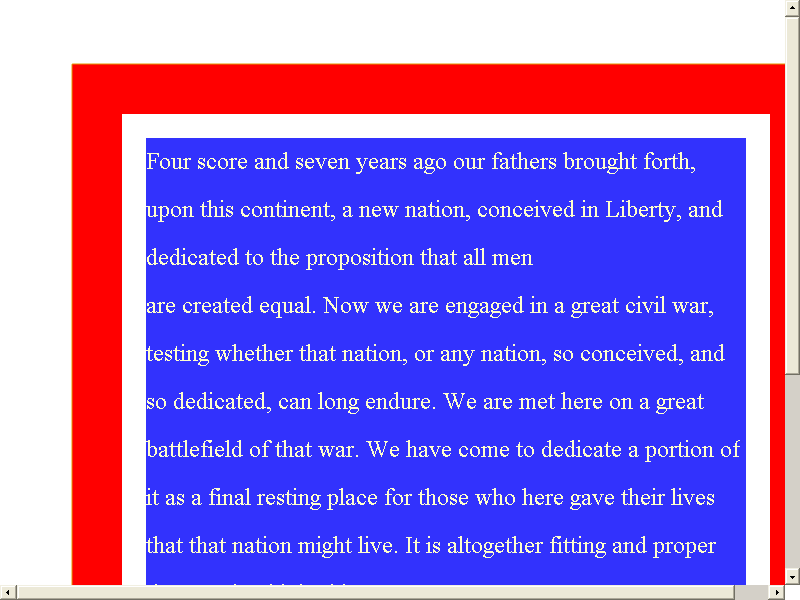 Four score and seven years ago our fathers brought forth,
upon this continent, a new nation, conceived in Liberty, and
dedicated to the proposition that all men
are created equal. Now we are engaged in a great civil war,
testing whether that nation, or any nation, so conceived, and
so dedicated, can long endure. We are met here on a great
battlefield of that war. We have come to dedicate a portion of
it as a final resting place for those who here gave their lives
that that nation might live. It is altogether fitting and proper